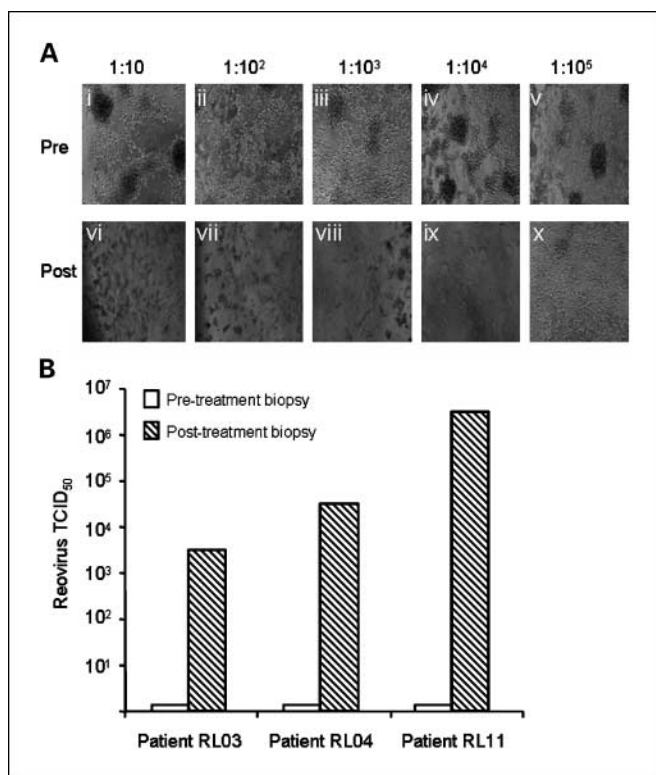 A
1:10 1:10² 1:10³ 1:10⁴ 1:10⁵
Pre
i ii iii iv v
Post
vi vii viii ix x
B
Reovirus TCID₅₀
10⁷
10⁶
10⁵
10⁴
10³
10²
10¹
Pre-treatment biopsy
Post-treatment biopsy
Patient RL03 Patient RL04 Patient RL11